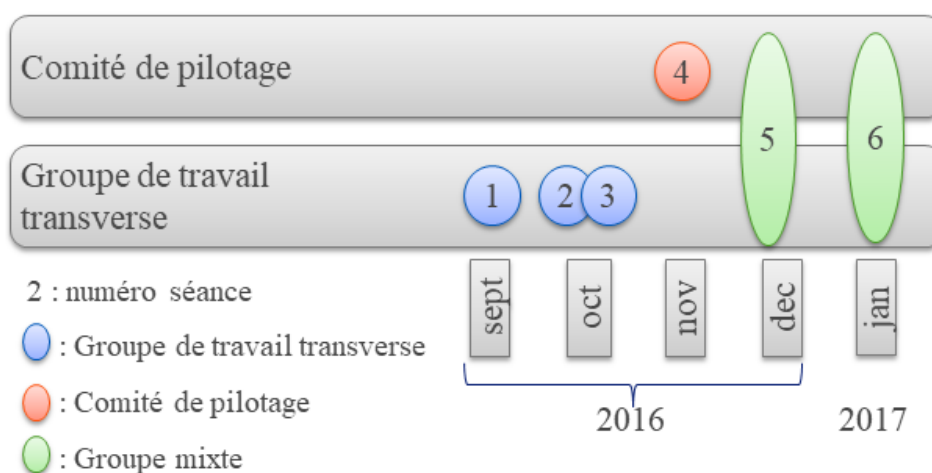 Comité de pilotage
4
5
6
Groupe de travail
transverse
1
2
3
sept
oct
nov
dec
jan
2 : numéro séance
: Groupe de travail transverse
: Comité de pilotage
: Groupe mixte
2016
2017